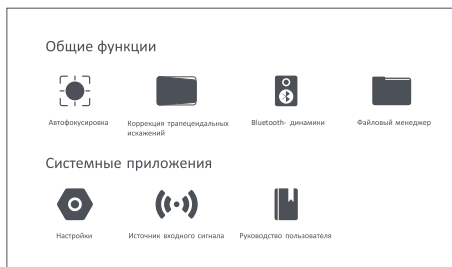 Общие функции
Автофокусировка
Коррекция трапецеидальных
искажений
Bluetooth- динамики
Файловый менеджер
Системные приложения
Настройки
Источник входного сигнала
Руководство пользователя